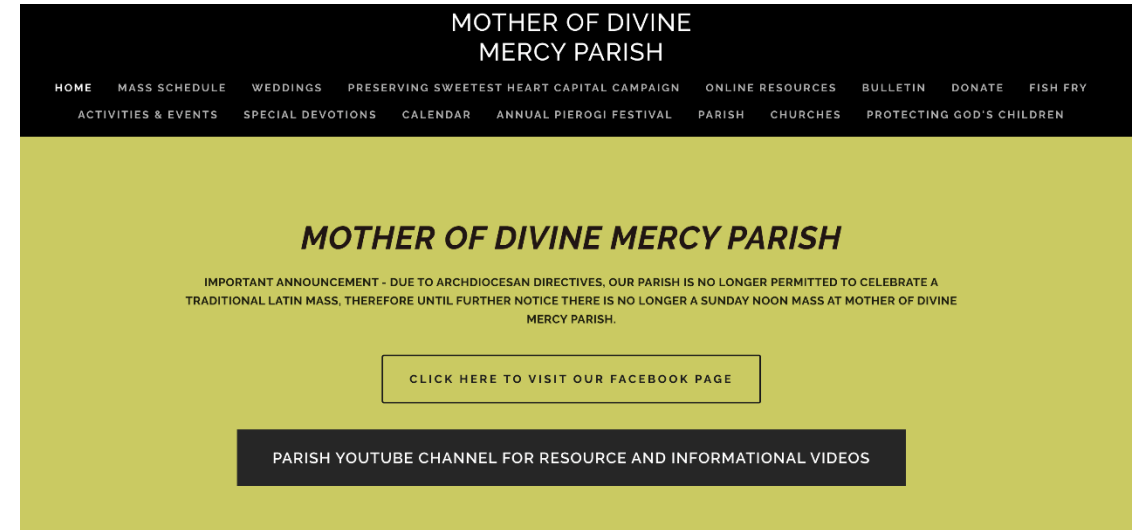 MOTHER OF DIVINE
MERCY PARISH
HOME MASS SCHEDULE WEDDINGS PRESERVING SWEETEST HEART CAPITAL CAMPAIGN ONLINE RESOURCES BULLETIN DONATE FISH FRY
ACTIVITIES & EVENTS SPECIAL DEVOTIONS CALENDAR ANNUAL PIEROGI FESTIVAL PARISH CHURCHES PROTECTING GOD'S CHILDREN
MOTHER OF DIVINE MERCY PARISH
IMPORTANT ANNOUNCEMENT - DUE TO ARCHDIOCESAN DIRECTIVES, OUR PARISH IS NO LONGER PERMITTED TO CELEBRATE A
TRADITIONAL LATIN MASS, THEREFORE UNTIL FURTHER NOTICE THERE IS NO LONGER A SUNDAY NOON MASS AT MOTHER OF DIVINE
MERCY PARISH.
CLICK HERE TO VISIT OUR FACEBOOK PAGE
PARISH YOUTUBE CHANNEL FOR RESOURCE AND INFORMATIONAL VIDEOS